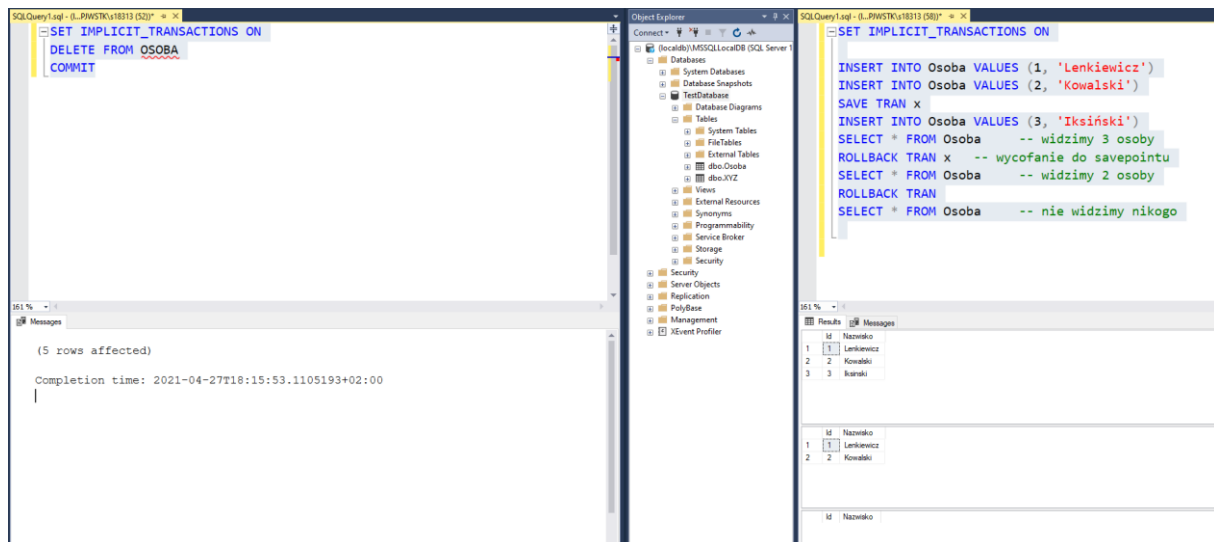 SQLQuery1.sql - (l...PJWSTK\s18313 (52))*
SET IMPLICIT_TRANSACTIONS ON
DELETE FROM OSOBA
COMMIT
161 %
Messages
(5 rows affected)
Completion time: 2021-04-27T18:15:53.1105193+02:00
Object Explorer
Connect
(localdb)\MSSQLLocalDB (SQL Server 1
Databases
System Databases
Database Snapshots
TestDatabase
Database Diagrams
Tables
System Tables
FileTables
External Tables
dbo.Osoba
dbo.XYZ
Views
External Resources
Synonyms
Programmability
Service Broker
Storage
Security
Security
Server Objects
Replication
PolyBase
Management
XEvent Profiler
SQLQuery1.sql - (l...PJWSTK\s18313 (58))*
SET IMPLICIT_TRANSACTIONS ON
INSERT INTO Osoba VALUES (1, 'Lenkiewicz')
INSERT INTO Osoba VALUES (2, 'Kowalski')
SAVE TRAN x
INSERT INTO Osoba VALUES (3, 'Iksiński')
SELECT * FROM Osoba -- widzimy 3 osoby
ROLLBACK TRAN x -- wycofanie do savepointu
SELECT * FROM Osoba -- widzimy 2 osoby
ROLLBACK TRAN
SELECT * FROM Osoba -- nie widzimy nikogo
161 %
Results Messages
Id Nazwisko
1 1 Lenkiewicz
2 2 Kowalski
3 3 Iksinski
Id Nazwisko
1 1 Lenkiewicz
2 2 Kowalski
Id Nazwisko